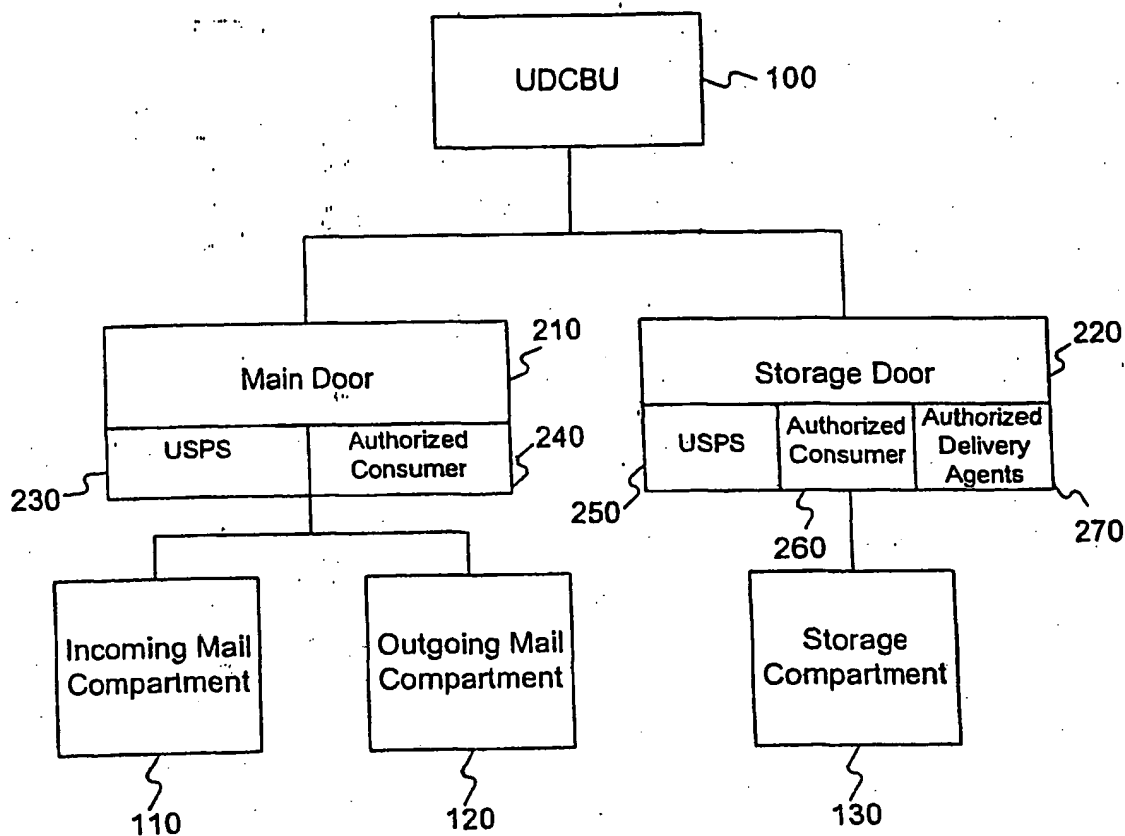 UDCBU
100
210
220
Main Door
Storage Door
USPS
Authorized
Consumer
240
USPS
Authorized
Consumer
Authorized
Delivery
Agents
230
250
260
270
Incoming Mail
Compartment
Outgoing Mail
Compartment
Storage
Compartment
110
120
130